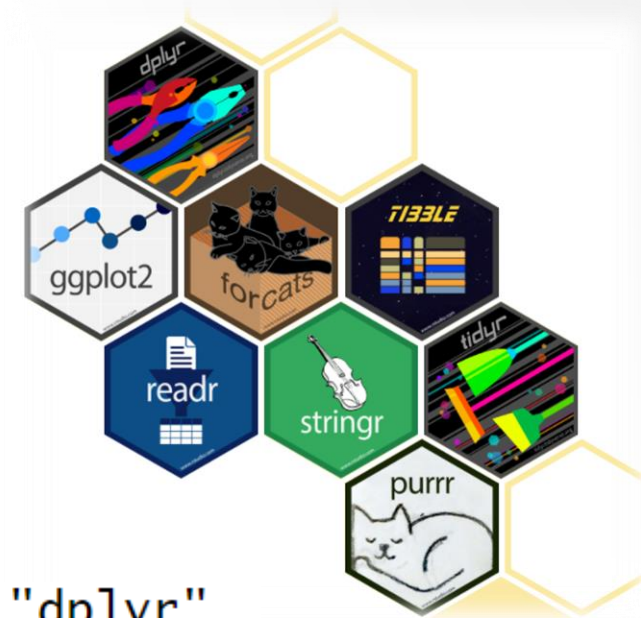 dplyr
ggplot2
forcats
TIBBLE
readr
stringr
tidyr
purrr
"dplyr"